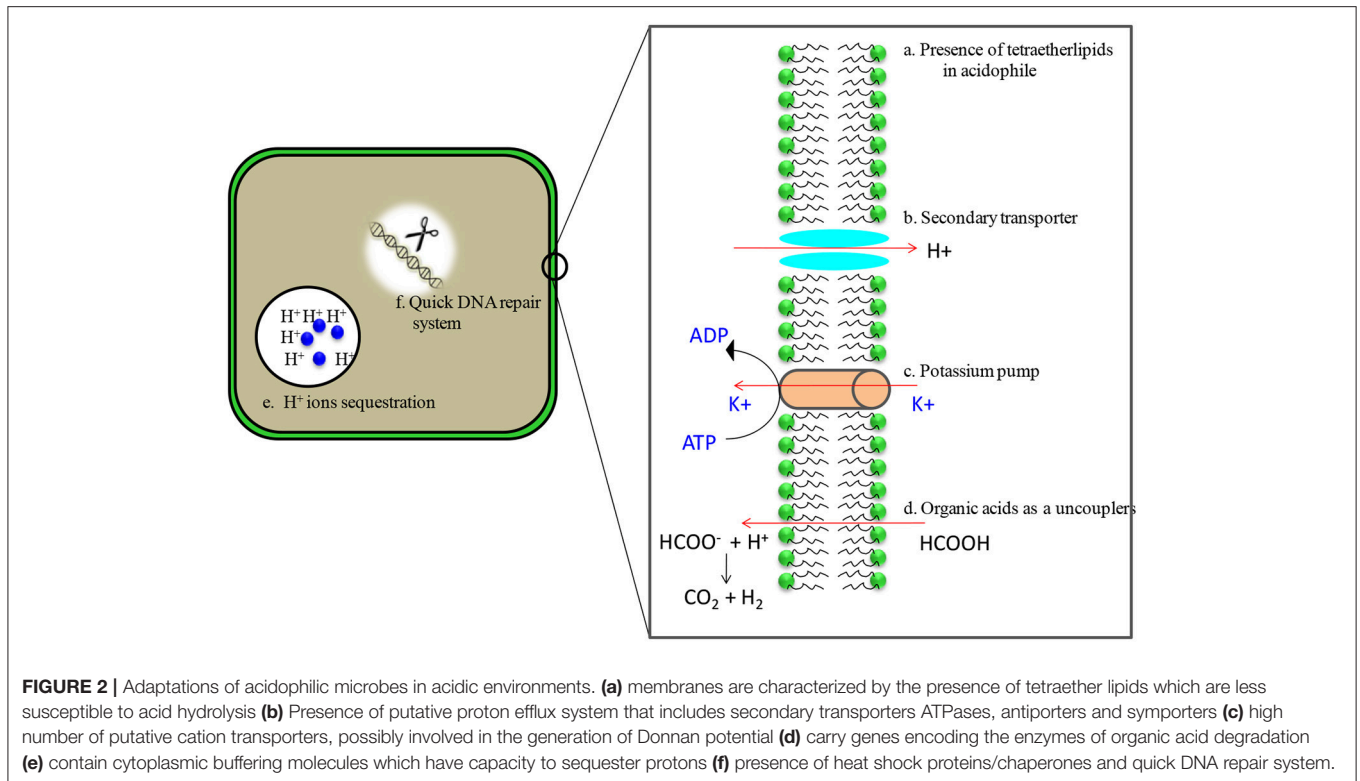 a. Presence of tetraetherlipids
in acidophile
b. Secondary transporter
H+
ADP
c. Potassium pump
K+
K+
ATP
d. Organic acids as a uncouplers
HCOO⁻ + H⁺
HCOOH
CO₂ + H₂
f. Quick DNA repair
system
H⁺ H⁺ H⁺
H⁺
H⁺ H⁺
e. H⁺ ions sequestration
FIGURE 2 | Adaptations of acidophilic microbes in acidic environments. (a) membranes are characterized by the presence of tetraether lipids which are less
susceptible to acid hydrolysis (b) Presence of putative proton efflux system that includes secondary transporters ATPases, antiporters and symporters (c) high
number of putative cation transporters, possibly involved in the generation of Donnan potential (d) carry genes encoding the enzymes of organic acid degradation
(e) contain cytoplasmic buffering molecules which have capacity to sequester protons (f) presence of heat shock proteins/chaperones and quick DNA repair system.